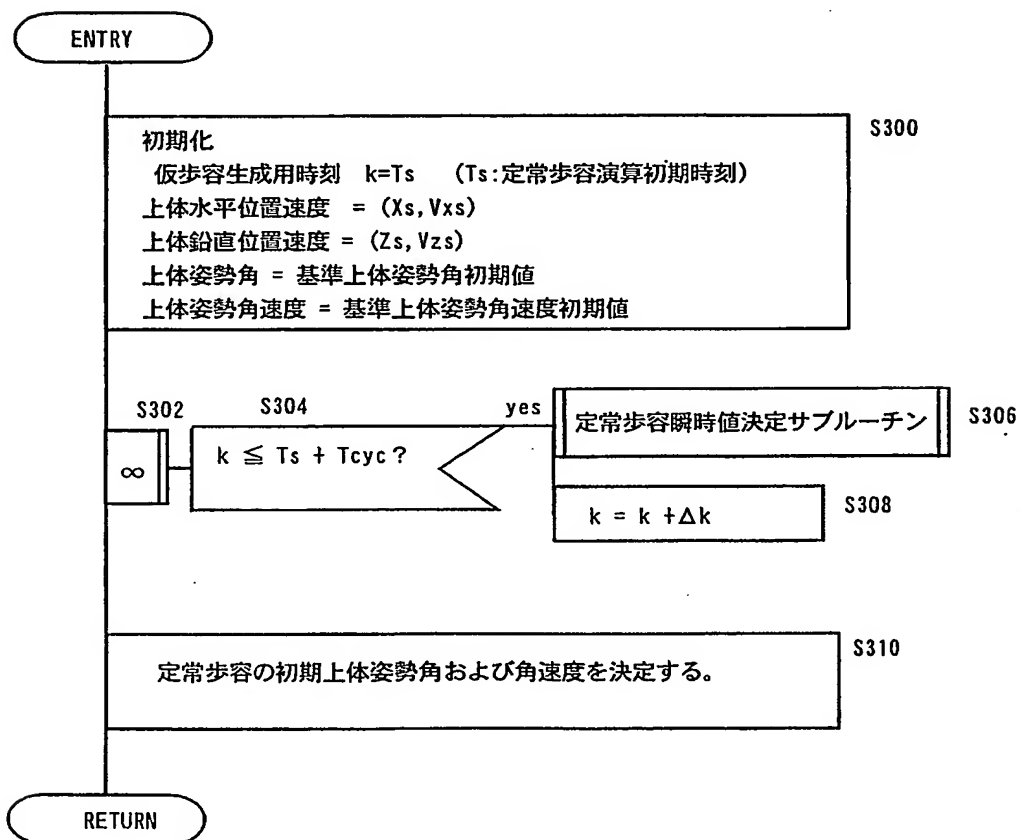 ENTRY
S300
初期化
仮歩容生成用時刻 k=Ts (Ts:定常歩容演算初期時刻)
上体水平位置速度 = (Xs,Vxs)
上体鉛直位置速度 = (Zs,Vzs)
上体姿勢角 = 基準上体姿勢角初期値
上体姿勢角速度 = 基準上体姿勢角速度初期値
S302
∞
S304
k ≦ Ts + Tcyc?
yes
定常歩容瞬時値決定サブルーチン
S306
k = k +Δk
S308
S310
定常歩容の初期上体姿勢角および角速度を決定する。
RETURN